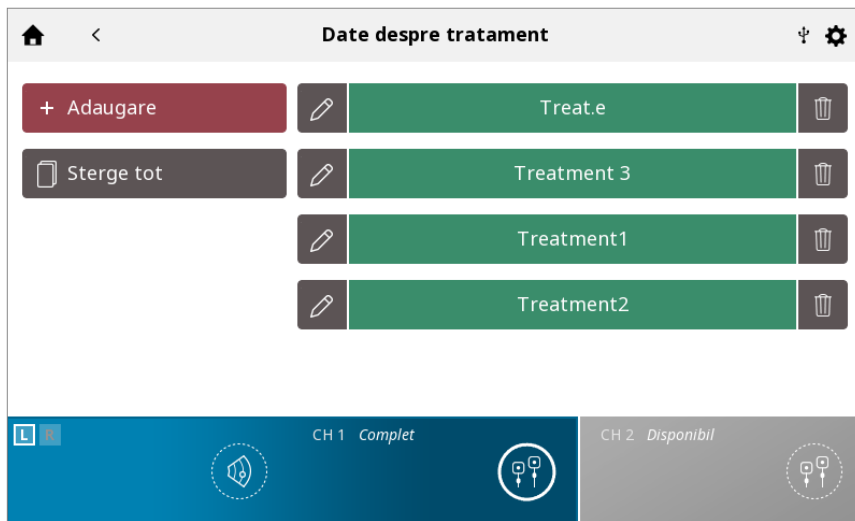 Date despre tratament
+ Adaugare
Treat.e
Sterge tot
Treatment 3
Treatment1
Treatment2
L R
CH 1 Complet
CH 2 Disponibil